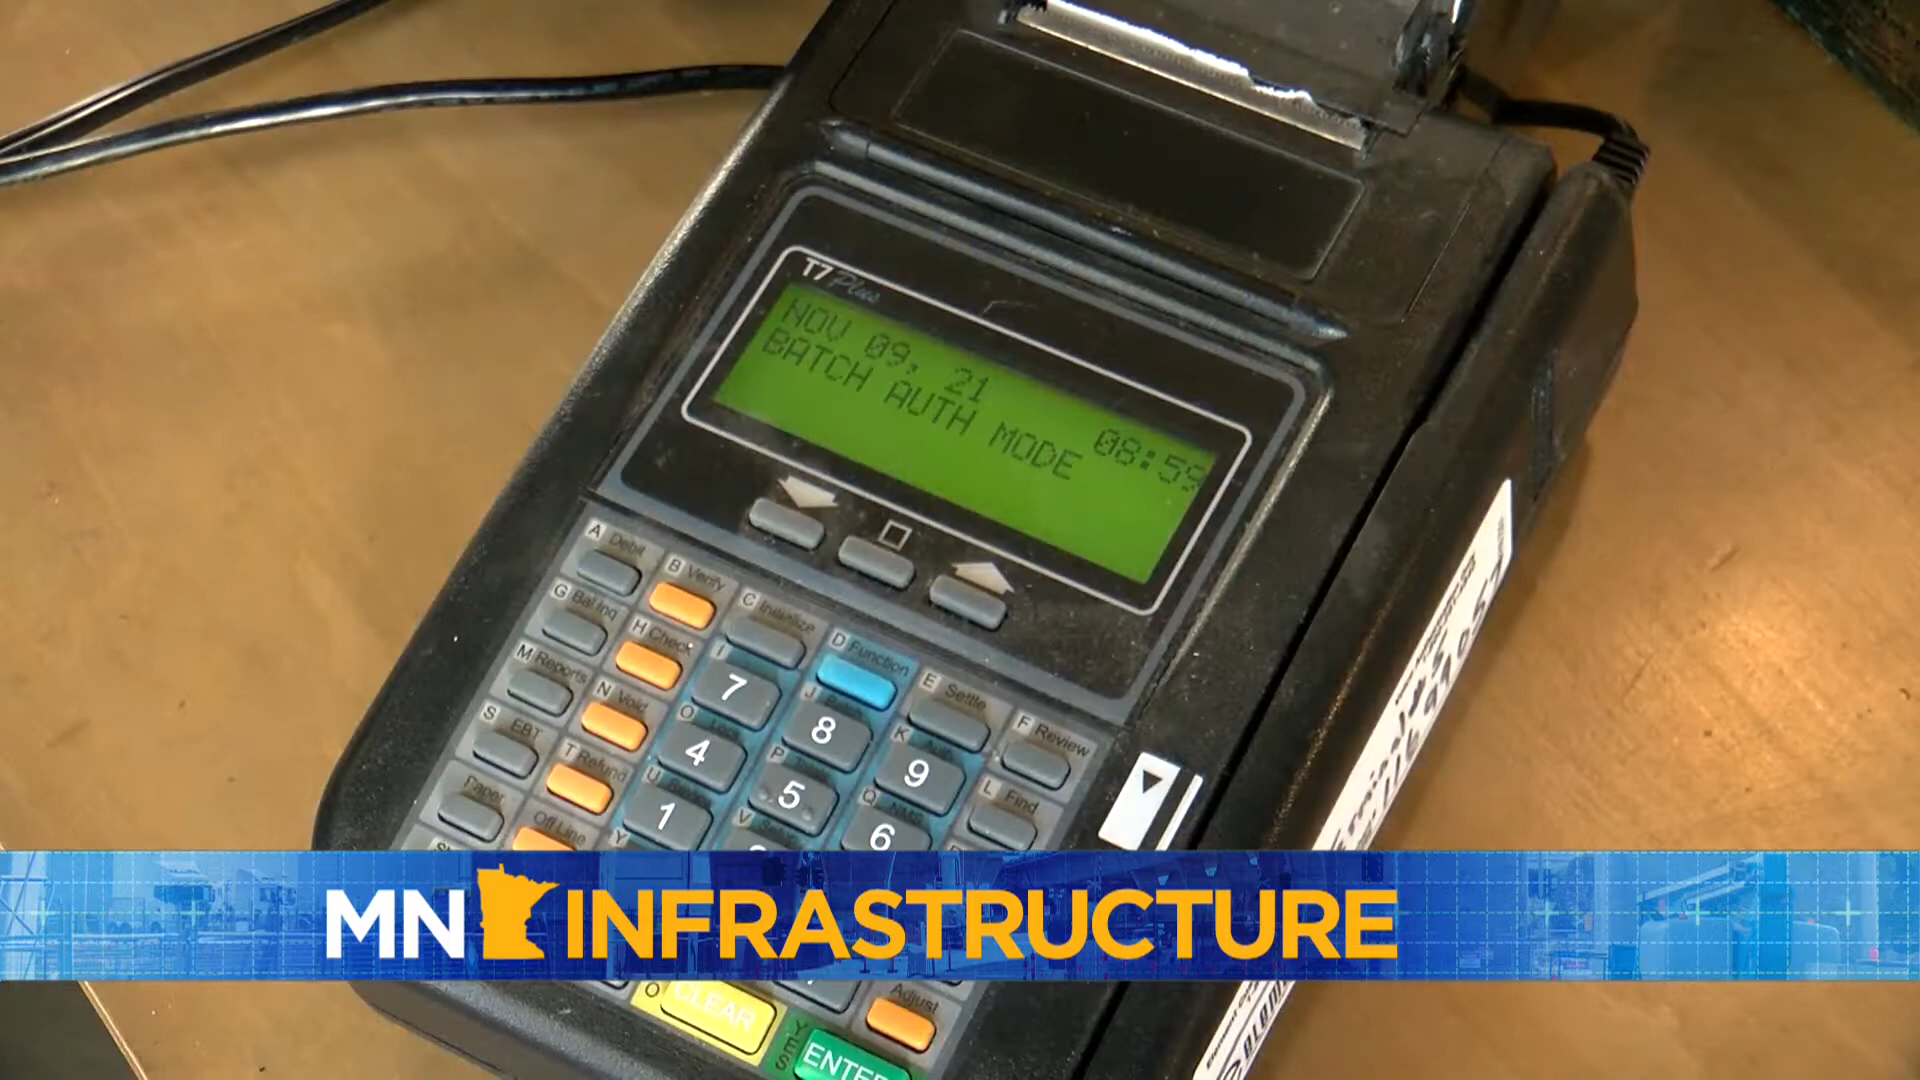 T7 Plus
NOV 09, 21
08:59
BATCH AUTH MODE
A Debit
B Verify
C Initialize
D Function
E Settle
F Review
G Bal Inq
H Check
I
7
J
8
K
9
L Find
M Reports
N Void
O
4
P
5
Q
6
S EBT
T Refund
U
1
V
Paper
Off Line
Y
MN INFRASTRUCTURE
O
CLEAR
YES
ENTER
Adjust